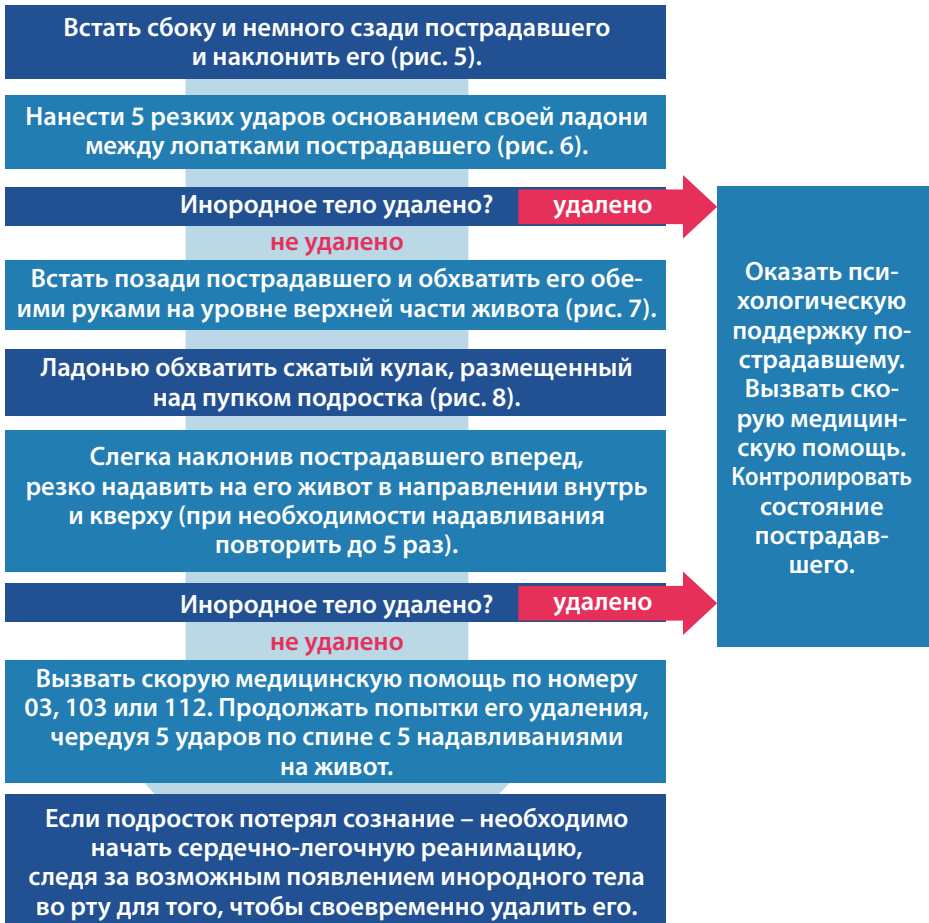 Встать сбоку и немного сзади пострадавшего
и наклонить его (рис. 5).
Нанести 5 резких ударов основанием своей ладони
между лопатками пострадавшего (рис. 6).
Инородное тело удалено?
удалено
не удалено
Встать позади пострадавшего и обхватить его обе-
ими руками на уровне верхней части живота (рис. 7).
Ладонью обхватить сжатый кулак, размещенный
над пупком подростка (рис. 8).
Слегка наклонив пострадавшего вперед,
резко надавить на его живот в направлении внутрь
и кверху (при необходимости надавливания
повторить до 5 раз).
Инородное тело удалено?
удалено
не удалено
Вызвать скорую медицинскую помощь по номеру
03, 103 или 112. Продолжать попытки его удаления,
чередуя 5 ударов по спине с 5 надавливаниями
на живот.
Если подросток потерял сознание – необходимо
начать сердечно-легочную реанимацию,
следя за возможным появлением инородного тела
во рту для того, чтобы своевременно удалить его.
Оказать пси-
хологическую
поддержку по-
страдавшему.
Вызвать ско-
рую медицин-
скую помощь.
Контролировать
состояние
пострадав-
шего.